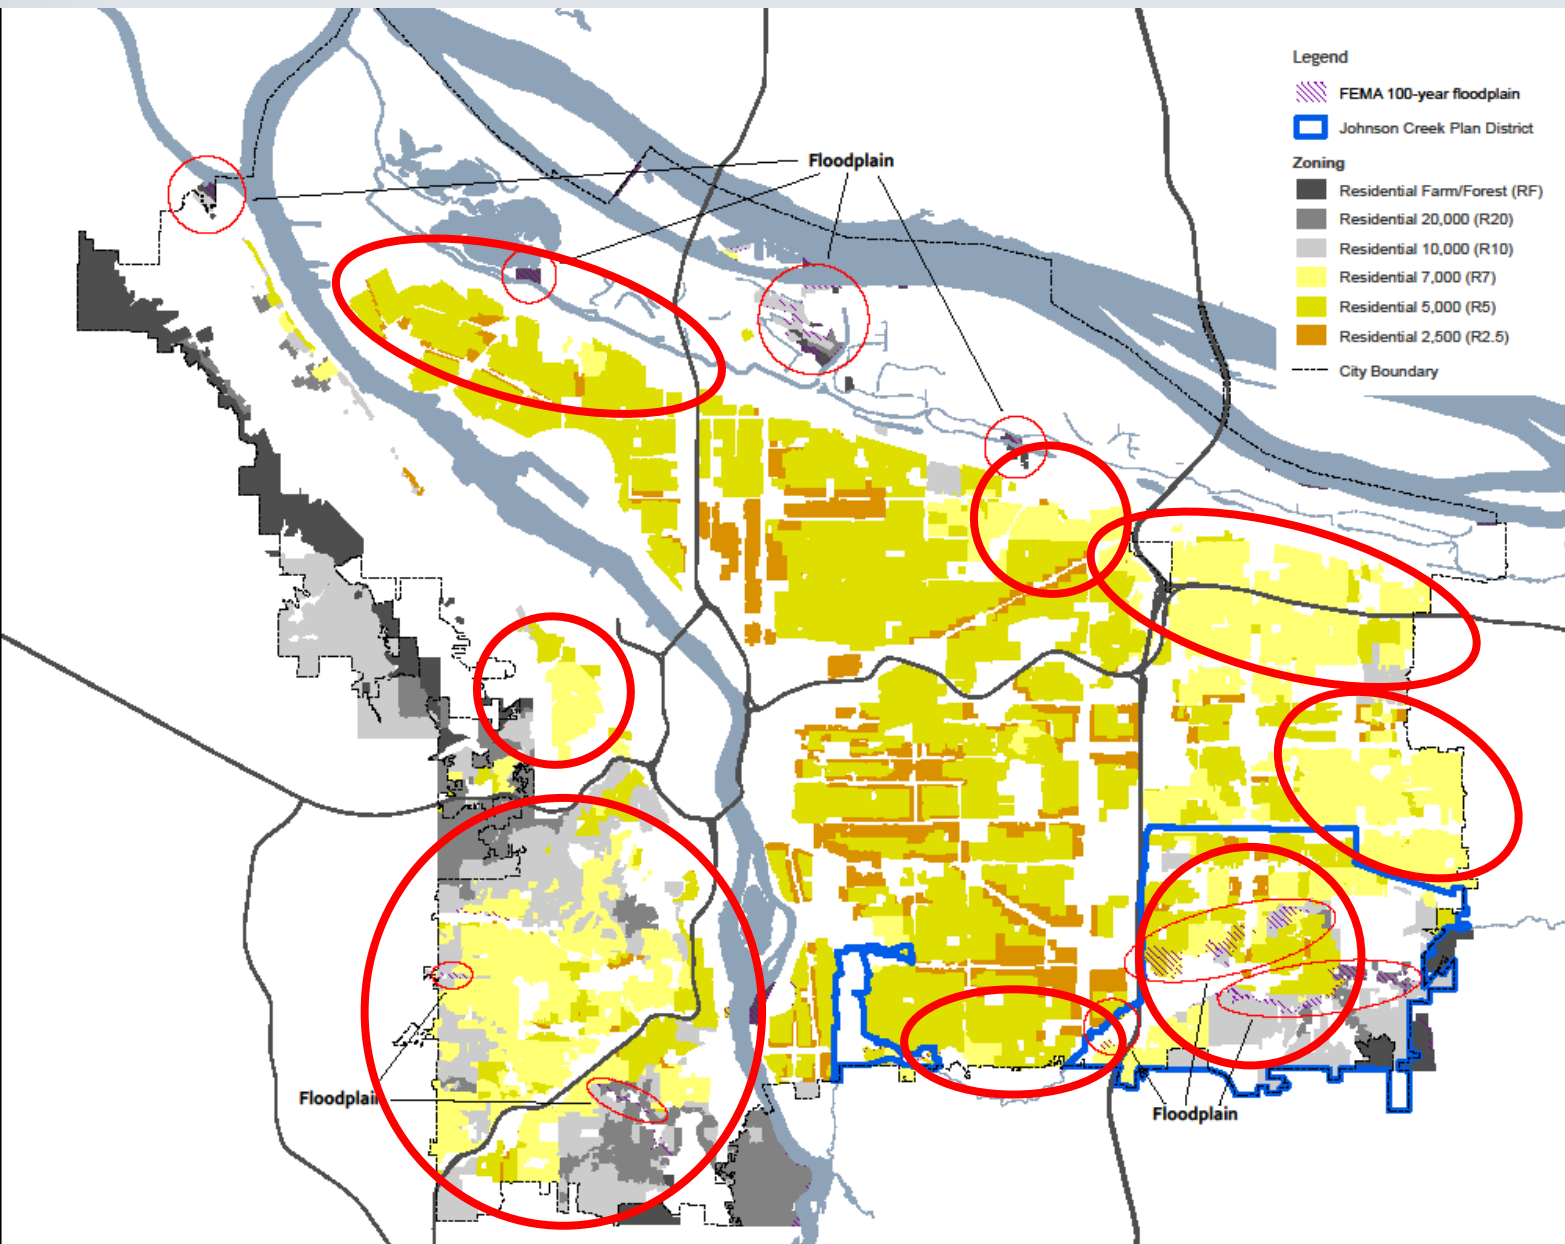 Legend
FEMA 100-year floodplain
Johnson Creek Plan District
Zoning
Residential Farm/Forest (RF)
Residential 20,000 (R20)
Residential 10,000 (R10)
Residential 7,000 (R7)
Residential 5,000 (R5)
Residential 2,500 (R2.5)
City Boundary
Floodplain
Floodplain
Floodplain